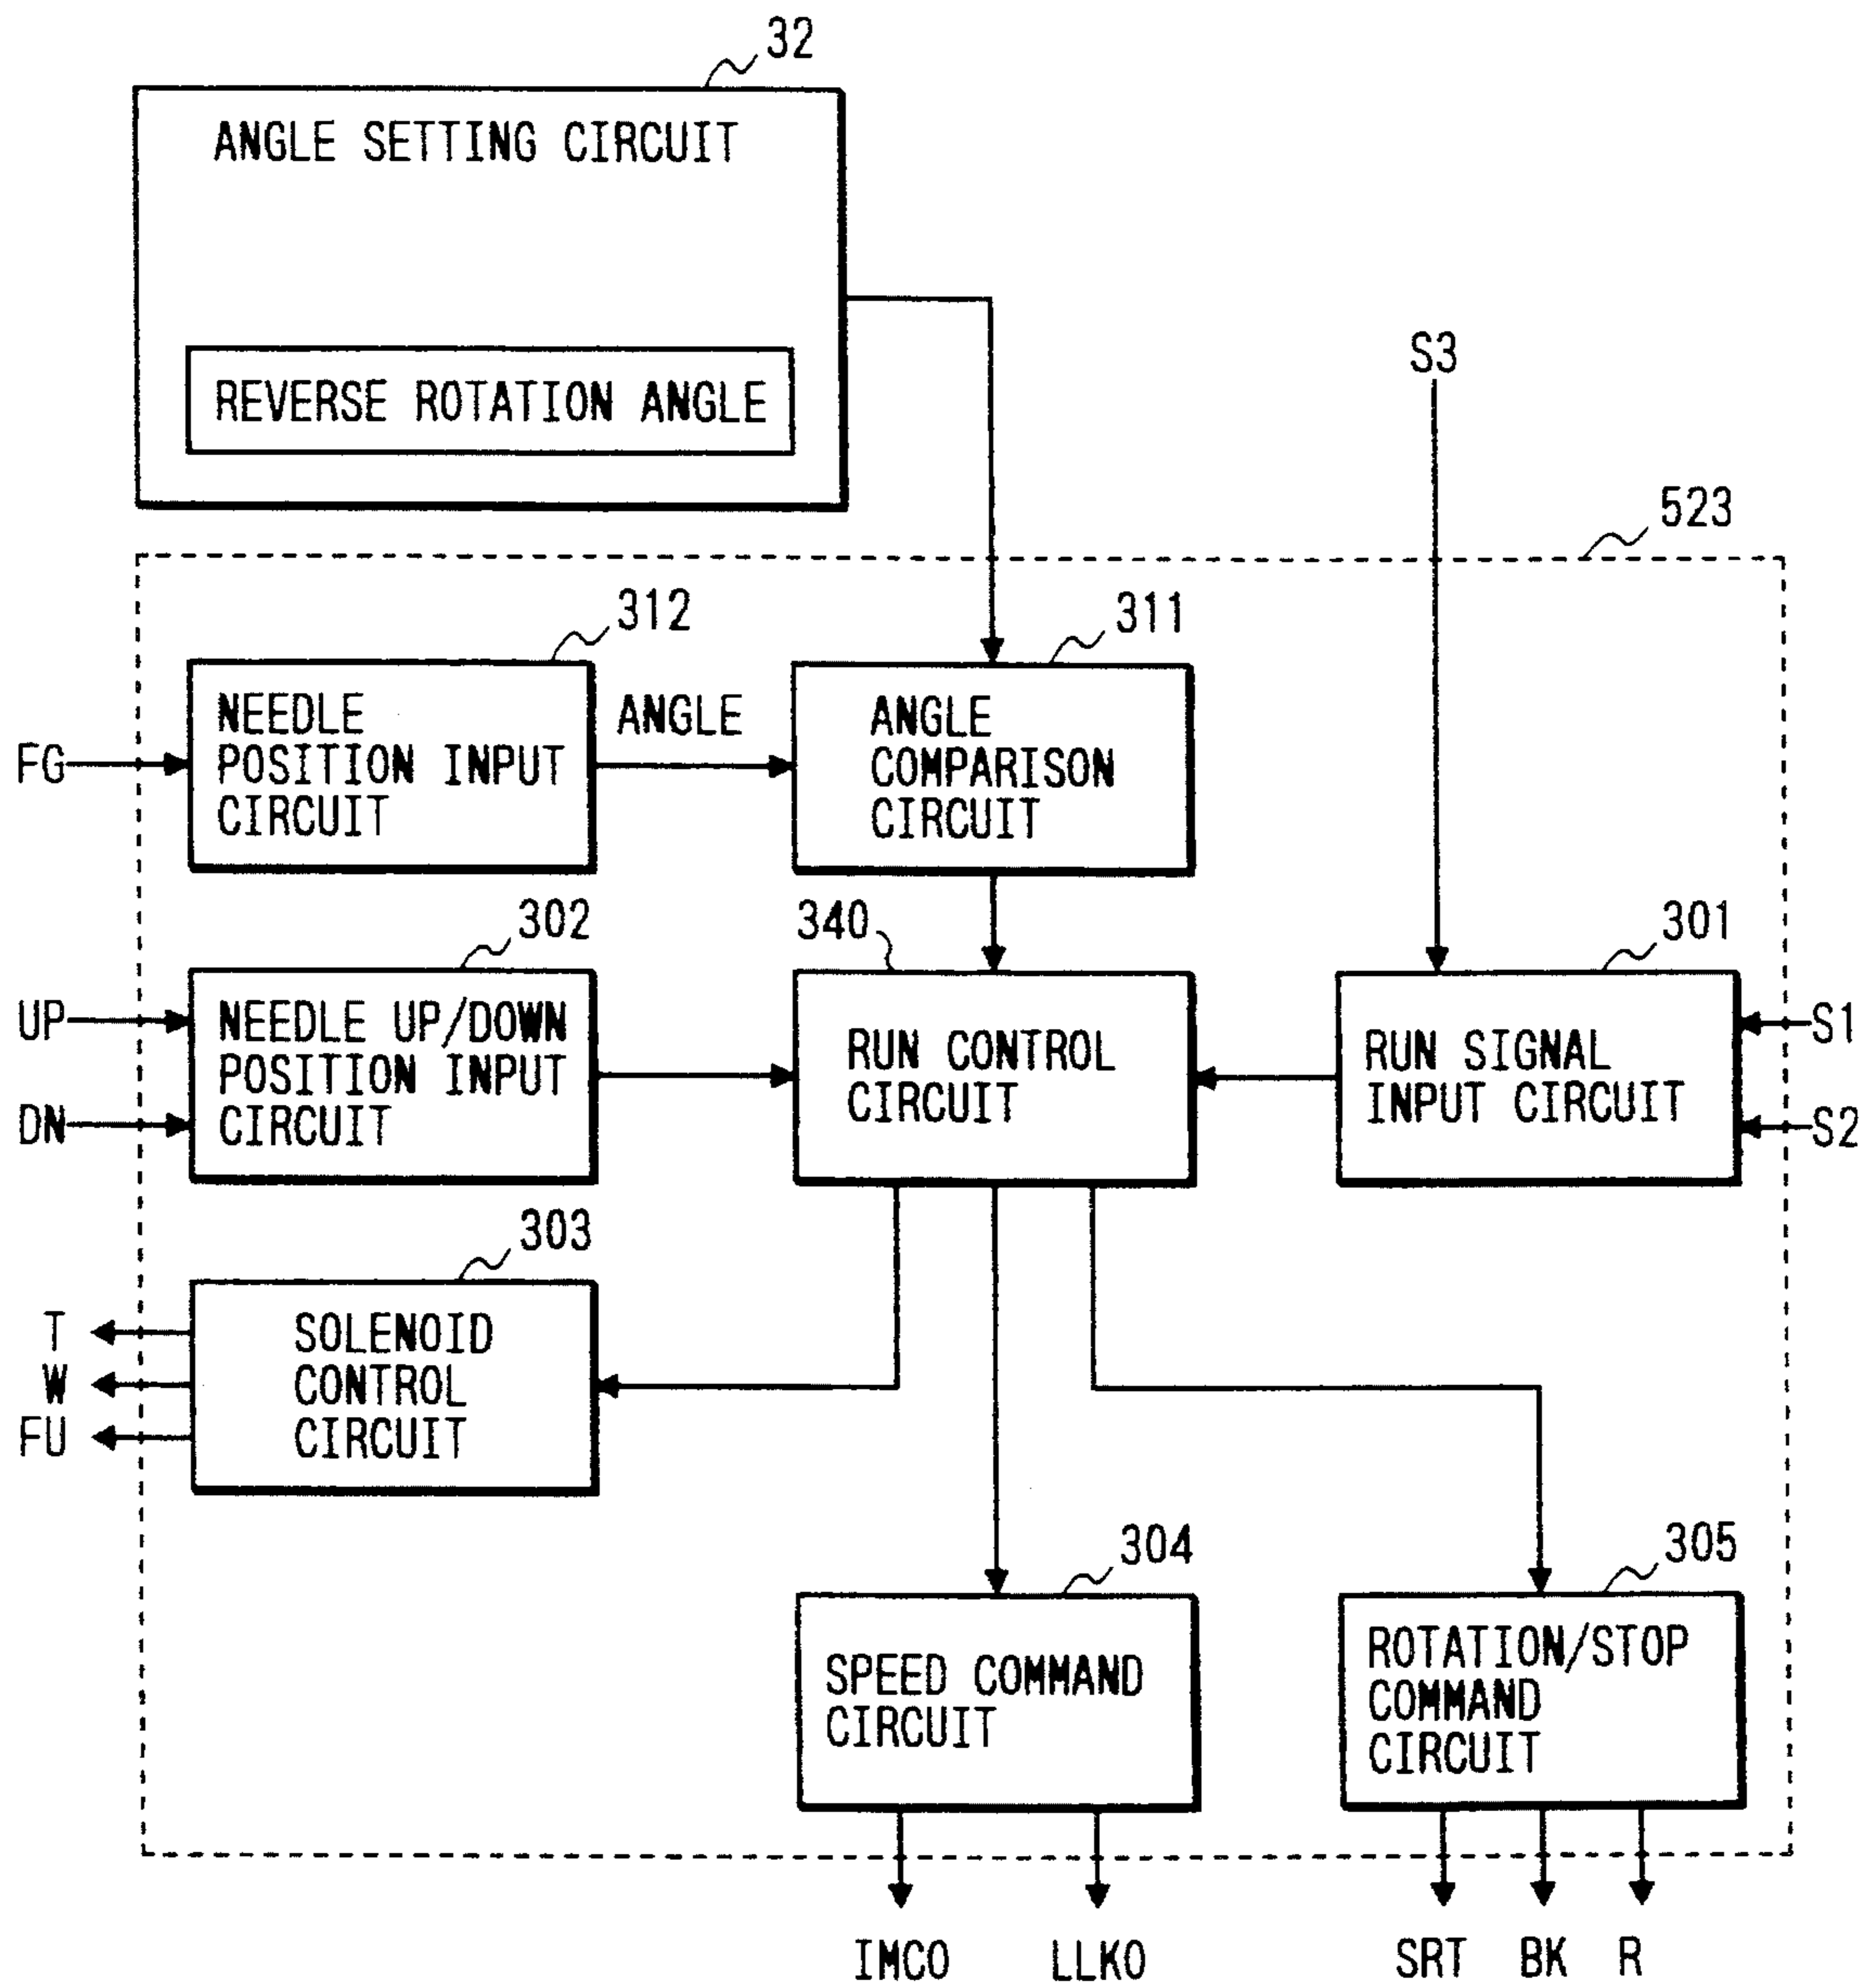 32
ANGLE SETTING CIRCUIT
REVERSE ROTATION ANGLE
S3
523
312
311
NEEDLE
POSITION INPUT
CIRCUIT
ANGLE
ANGLE
COMPARISON
CIRCUIT
FG
302
340
301
UP
DN
NEEDLE UP/DOWN
POSITION INPUT
CIRCUIT
RUN CONTROL
CIRCUIT
RUN SIGNAL
INPUT CIRCUIT
S1
S2
303
T
W
FU
SOLENOID
CONTROL
CIRCUIT
304
305
SPEED COMMAND
CIRCUIT
ROTATION/STOP
COMMAND
CIRCUIT
IMCO
LLKO
SRT
BK
R